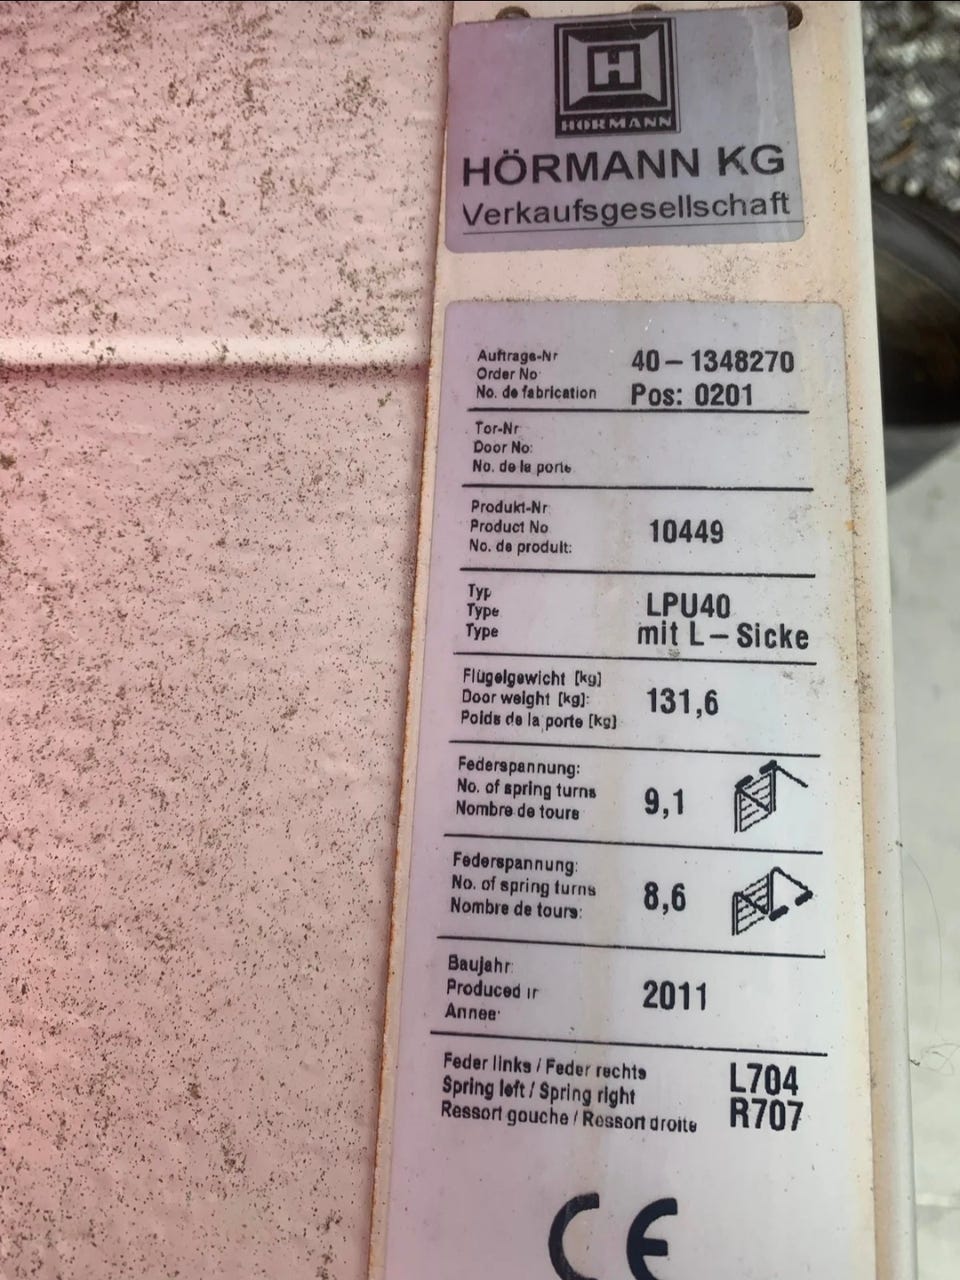 HÖRMANN
HÖRMANN KG
Verkaufsgesellschaft
Auftrags-Nr
Order No
No. de fabrication
40-1348270
Pos: 0201
Tor-Nr
Door No:
No. de la porte
Produkt-Nr
Product No
No. de produit:
10449
Typ
Type
Type
LPU40
mit L-Sicke
Flügelgewicht [kg]
Door weight [kg]:
Poids de la porte [kg]
131,6
Federspannung:
No. of spring turns
Nombre de tours
9,1
Federspannung:
No. of spring turns
Nombre de tours:
8,6
Baujahr:
Produced in
Annee:
2011
Feder links / Feder rechts
Spring left / Spring right
Ressort gauche / Ressort droite
L704
R707
CE